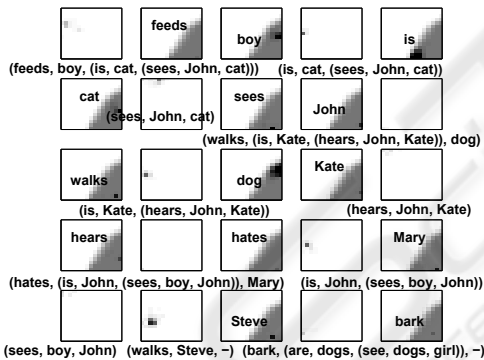 feeds
boy
is
(feeds, boy, (is, cat, (sees, John, cat)))
(is, cat, (sees, John, cat))
cat
(sees, John, cat)
sees
John
(walks, (is, Kate, (hears, John, Kate)), dog)
walks
dog
Kate
(is, Kate, (hears, John, Kate))
(hears, John, Kate)
hears
hates
Mary
(hates, (is, John, (sees, boy, John)), Mary)
(is, John, (sees, boy, John))
Steve
bark
(sees, boy, John)
(walks, Steve, −)
(bark, (are, dogs, (see, dogs, girl)), −)